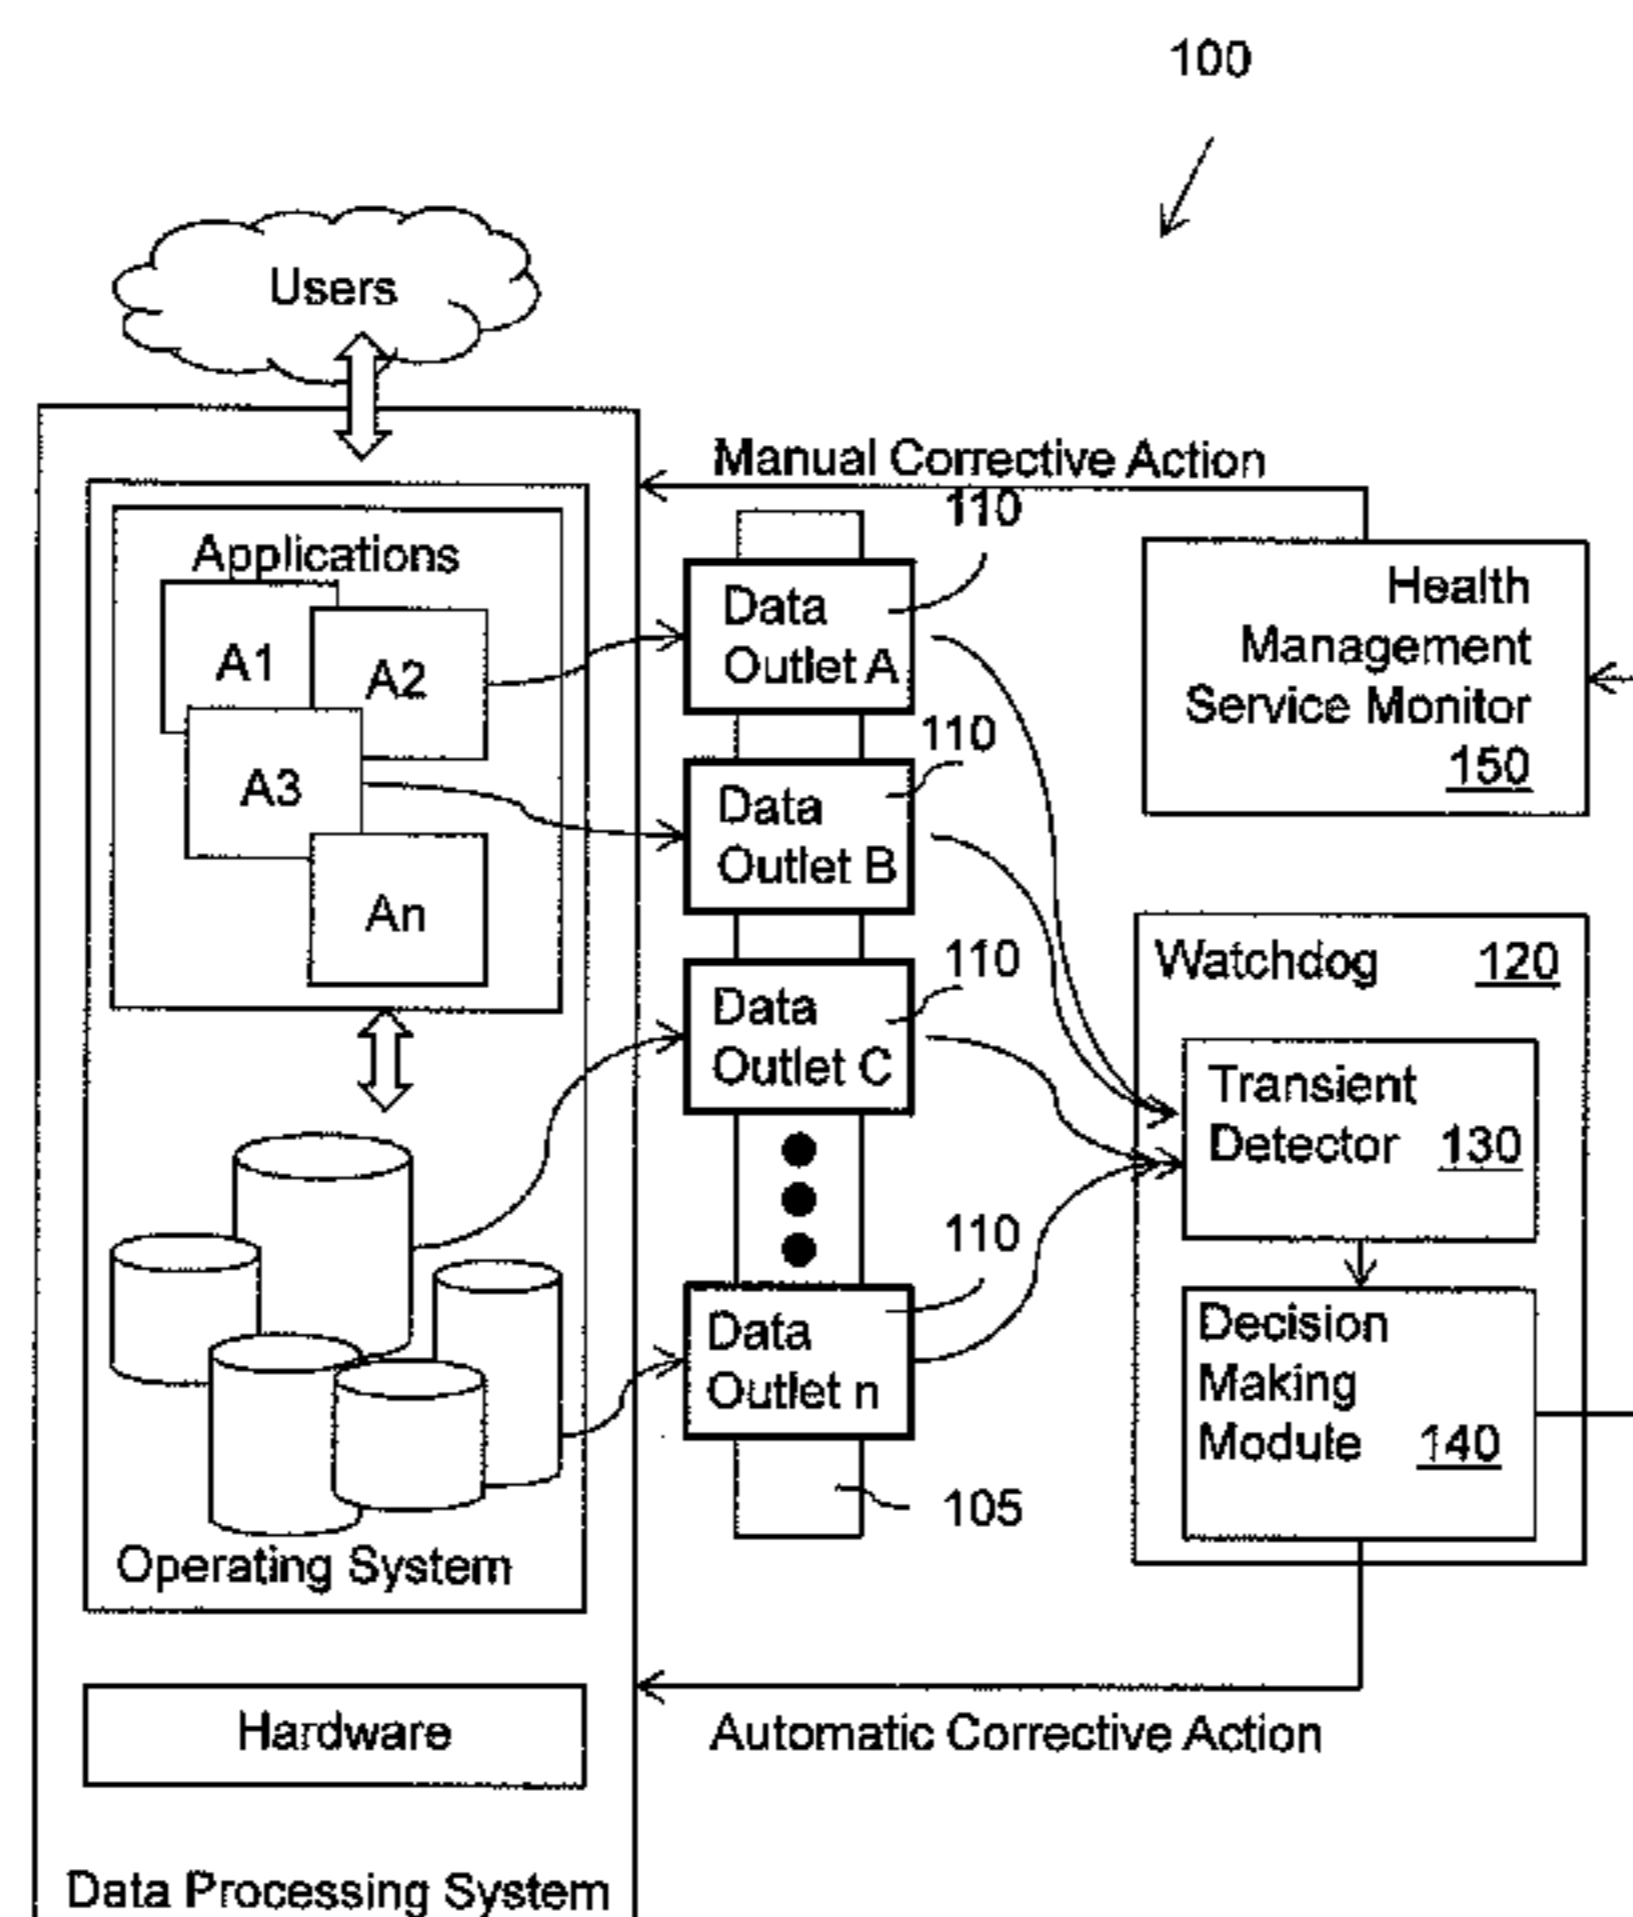 100
Users
Manual Corrective Action
110
Applications
A1
A2
A3
An
Data
Outlet A
110
Data
Outlet B
110
Data
Outlet C
110
Data
Outlet n
105
Health
Management
Service Monitor
150
Watchdog 120
Transient
Detector 130
Decision
Making
Module 140
Operating System
Hardware
Automatic Corrective Action
Data Processing System